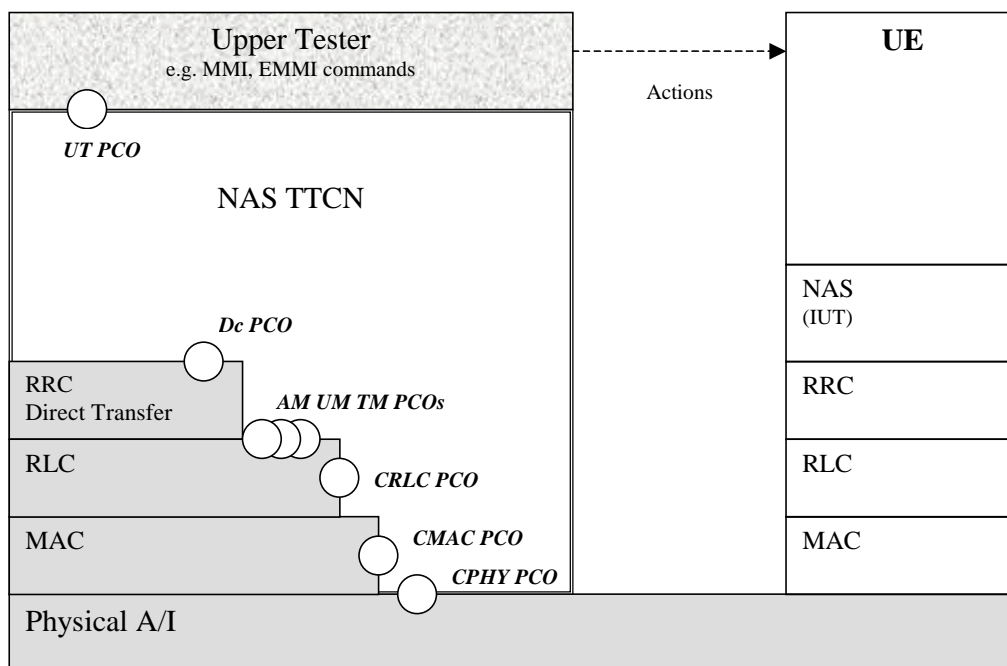 Upper Tester
e.g. MMI, EMMI commands
UT PCO
NAS TTCN
Dc PCO
RRC
Direct Transfer
AM UM TM PCOs
RLC
CRLC PCO
MAC
CMAC PCO
CPHY PCO
Physical A/I
Actions
UE
NAS
(IUT)
RRC
RLC
MAC